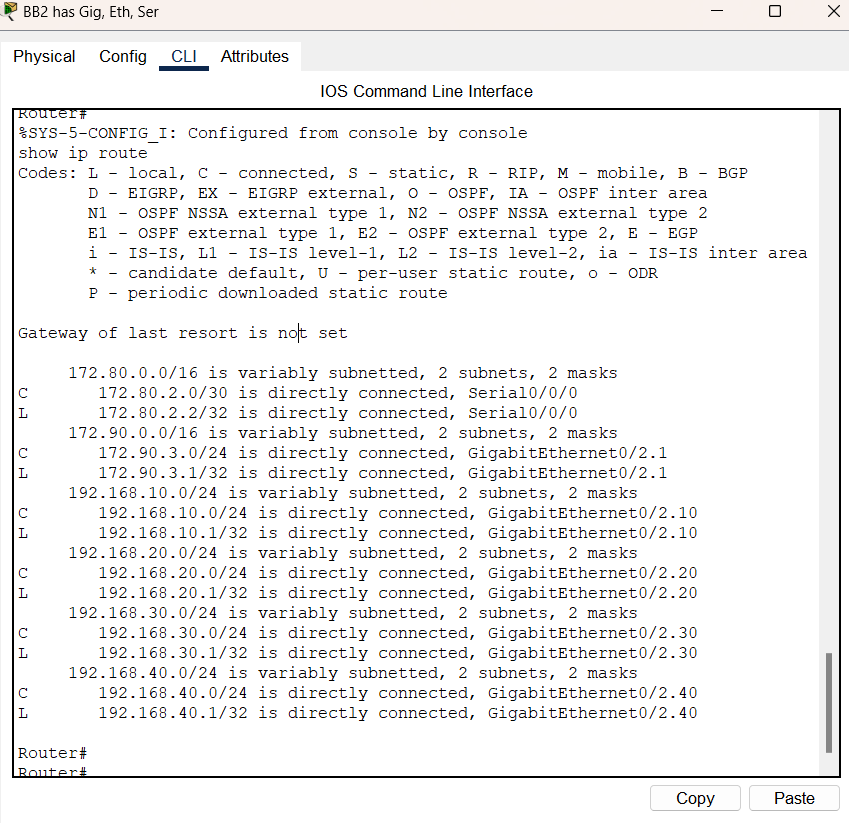 BB2 has Gig, Eth, Ser
Physical Config CLI Attributes
IOS Command Line Interface
Router#
%SYS-5-CONFIG_I: Configured from console by console
show ip route
Codes: L - local, C - connected, S - static, R - RIP, M - mobile, B - BGP
D - EIGRP, EX - EIGRP external, O - OSPF, IA - OSPF inter area
N1 - OSPF NSSA external type 1, N2 - OSPF NSSA external type 2
E1 - OSPF external type 1, E2 - OSPF external type 2, E - EGP
i - IS-IS, L1 - IS-IS level-1, L2 - IS-IS level-2, ia - IS-IS inter area
* - candidate default, U - per-user static route, o - ODR
P - periodic downloaded static route
Gateway of last resort is not set
172.80.0.0/16 is variably subnetted, 2 subnets, 2 masks
C 172.80.2.0/30 is directly connected, Serial0/0/0
L 172.80.2.2/32 is directly connected, Serial0/0/0
172.90.0.0/16 is variably subnetted, 2 subnets, 2 masks
C 172.90.3.0/24 is directly connected, GigabitEthernet0/2.1
L 172.90.3.1/32 is directly connected, GigabitEthernet0/2.1
192.168.10.0/24 is variably subnetted, 2 subnets, 2 masks
C 192.168.10.0/24 is directly connected, GigabitEthernet0/2.10
L 192.168.10.1/32 is directly connected, GigabitEthernet0/2.10
192.168.20.0/24 is variably subnetted, 2 subnets, 2 masks
C 192.168.20.0/24 is directly connected, GigabitEthernet0/2.20
L 192.168.20.1/32 is directly connected, GigabitEthernet0/2.20
192.168.30.0/24 is variably subnetted, 2 subnets, 2 masks
C 192.168.30.0/24 is directly connected, GigabitEthernet0/2.30
L 192.168.30.1/32 is directly connected, GigabitEthernet0/2.30
192.168.40.0/24 is variably subnetted, 2 subnets, 2 masks
C 192.168.40.0/24 is directly connected, GigabitEthernet0/2.40
L 192.168.40.1/32 is directly connected, GigabitEthernet0/2.40
Router#
Router#
Copy Paste